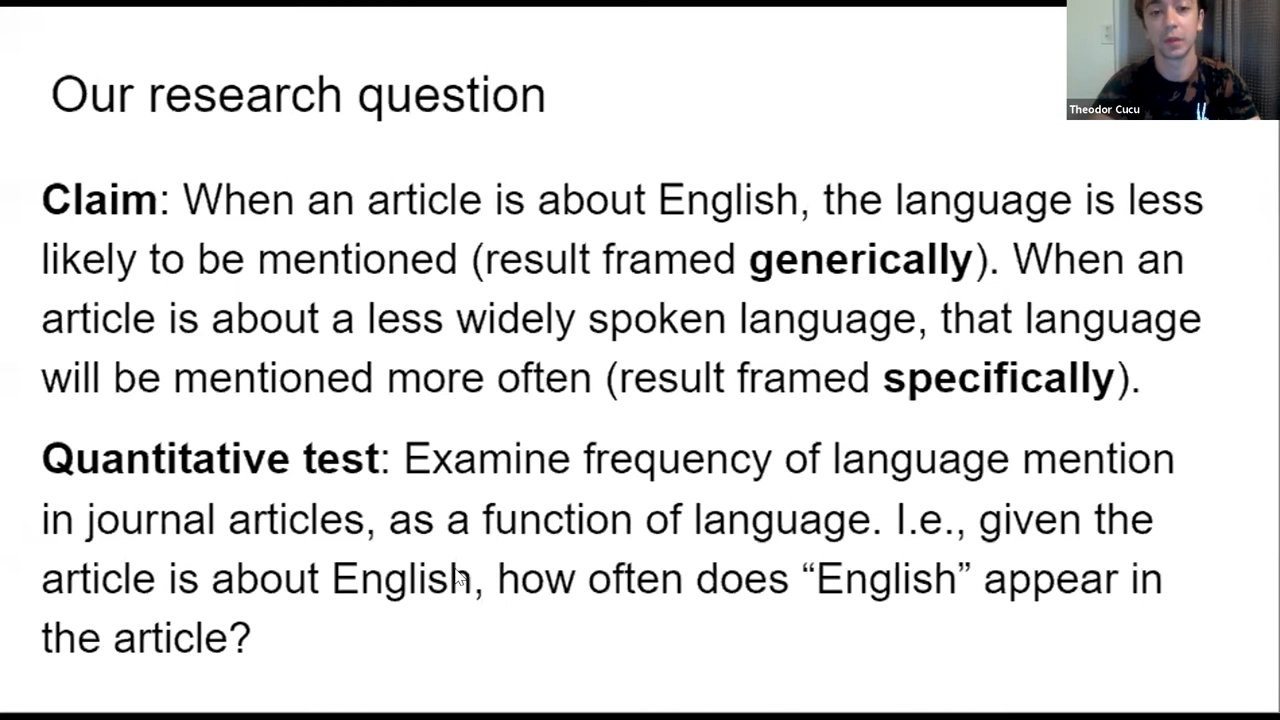 Our research question
Theodor Cucu
Claim: When an article is about English, the language is less
likely to be mentioned (result framed generically). When an
article is about a less widely spoken language, that language
will be mentioned more often (result framed specifically).
Quantitative test: Examine frequency of language mention
in journal articles, as a function of language. I.e., given the
article is about English, how often does “English” appear in
the article?